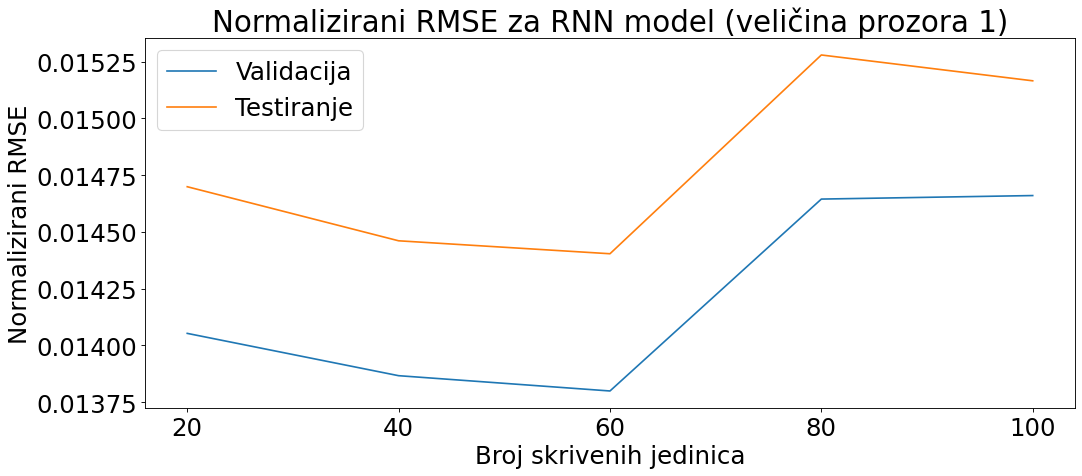 Normalizirani RMSE za RNN model (veličina prozora 1)
Validacija
Testiranje
Normalizirani RMSE
0.01525
0.01500
0.01475
0.01450
0.01425
0.01400
0.01375
20 40 60 80 100
Broj skrivenih jedinica